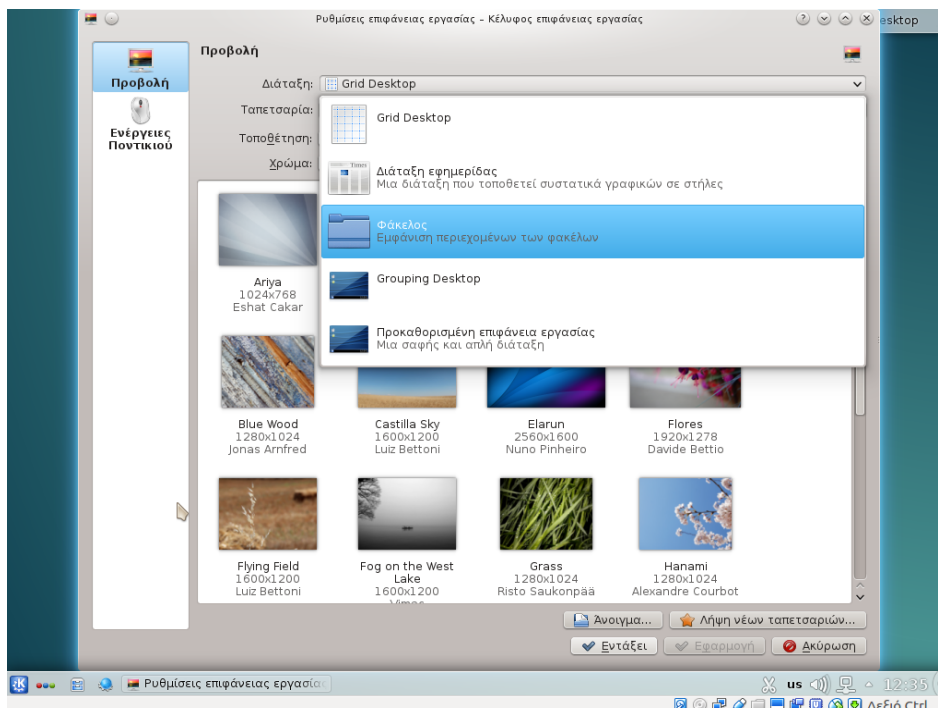 Ρυθμίσεις επιφάνειας εργασίας – Κέλυφος επιφάνειας εργασίας
esktop
Προβολή
Ενέργειες
Ποντικιού
Προβολή
Διάταξη: Grid Desktop
Ταπετσαρία:
Τοποθέτηση:
Χρώμα:
Grid Desktop
Διάταξη εφημερίδας
Μια διάταξη που τοποθετεί συστατικά γραφικών σε στήλες
Φάκελος
Εμφάνιση περιεχομένων των φακέλων
Grouping Desktop
Προκαθορισμένη επιφάνεια εργασίας
Μια σαφής και απλή διάταξη
Ariya
1024x768
Eshat Cakar
Blue Wood
1280x1024
Jonas Arnfred
Castilla Sky
1600x1200
Luiz Bettoni
Elarun
2560x1600
Nuno Pinheiro
Flores
1920x1278
Davide Bettio
Flying Field
1600x1200
Luiz Bettoni
Fog on the West
Lake
1600x1200
Grass
1280x1024
Risto Saukonpää
Hanami
1280x1024
Alexandre Courbot
Άνοιγμα... Λήψη νέων ταπετσαριών...
Εντάξει Εφαρμογή Ακύρωση
Ρυθμίσεις επιφάνειας εργασίας
us 12:35
Δεξιό Ctrl